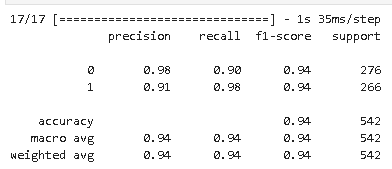 17/17 [==============================] - 1s 35ms/step
precision recall f1-score support
0 0.98 0.90 0.94 276
1 0.91 0.98 0.94 266
accuracy 0.94 542
macro avg 0.94 0.94 0.94 542
weighted avg 0.94 0.94 0.94 542